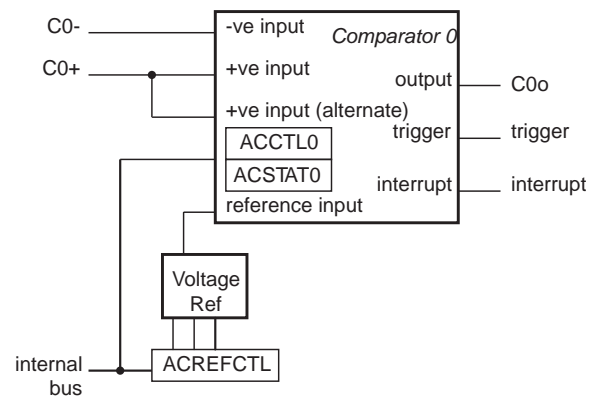 C0-
-ve input
Comparator 0
C0+
+ve input
output
C0o
+ve input (alternate)
trigger
trigger
ACCTL0
ACSTAT0
interrupt
interrupt
reference input
Voltage
Ref
internal
bus
ACREFCTL